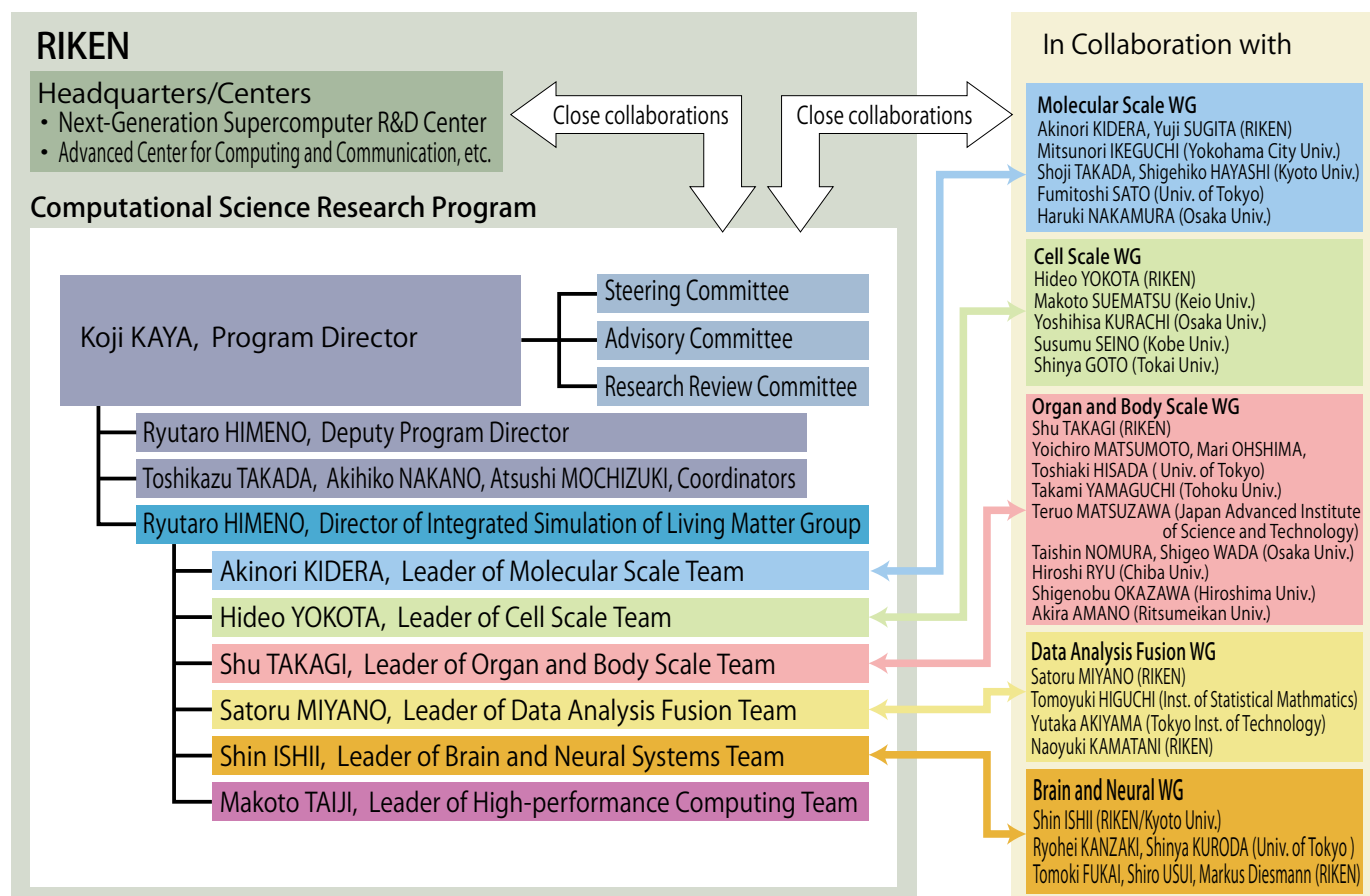 RIKEN
Headquarters/Centers
・ Next-Generation Supercomputer R&D Center
・ Advanced Center for Computing and Communication, etc.
Close collaborations
Close collaborations
Computational Science Research Program
Koji KAYA, Program Director
Steering Committee
Advisory Committee
Research Review Committee
Ryutaro HIMENO, Deputy Program Director
Toshikazu TAKADA, Akihiko NAKANO, Atsushi MOCHIZUKI, Coordinators
Ryutaro HIMENO, Director of Integrated Simulation of Living Matter Group
Akinori KIDERA, Leader of Molecular Scale Team
Hideo YOKOTA, Leader of Cell Scale Team
Shu TAKAGI, Leader of Organ and Body Scale Team
Satoru MIYANO, Leader of Data Analysis Fusion Team
Shin ISHII, Leader of Brain and Neural Systems Team
Makoto TAIJI, Leader of High-performance Computing Team
In Collaboration with
Molecular Scale WG
Akinori KIDERA, Yuji SUGITA (RIKEN)
Mitsunori IKEGUCHI (Yokohama City Univ.)
Shoji TAKADA, Shigehiko HAYASHI (Kyoto Univ.)
Fumitoshi SATO (Univ. of Tokyo)
Haruki NAKAMURA (Osaka Univ.)
Cell Scale WG
Hideo YOKOTA (RIKEN)
Makoto SUEMATSU (Keio Univ.)
Yoshihisa KURACHI (Osaka Univ.)
Susumu SEINO (Kobe Univ.)
Shinya GOTO (Tokai Univ.)
Organ and Body Scale WG
Shu TAKAGI (RIKEN)
Yoichiro MATSUMOTO, Mari OHSHIMA,
Toshiaki HISADA ( Univ. of Tokyo)
Takami YAMAGUCHI (Tohoku Univ.)
Teruo MATSUZAWA (Japan Advanced Institute
of Science and Technology)
Taishin NOMURA, Shigeo WADA (Osaka Univ.)
Hiroshi RYU (Chiba Univ.)
Shigenobu OKAZAWA (Hiroshima Univ.)
Akira AMANO (Ritsumeikan Univ.)
Data Analysis Fusion WG
Satoru MIYANO (RIKEN)
Tomoyuki HIGUCHI (Inst. of Statistical Mathmatics)
Yutaka AKIYAMA (Tokyo Inst. of Technology)
Naoyuki KAMATANI (RIKEN)
Brain and Neural WG
Shin ISHII (RIKEN/Kyoto Univ.)
Ryohei KANZAKI, Shinya KURODA (Univ. of Tokyo )
Tomoki FUKAI, Shiro USUI, Markus Diesmann (RIKEN)